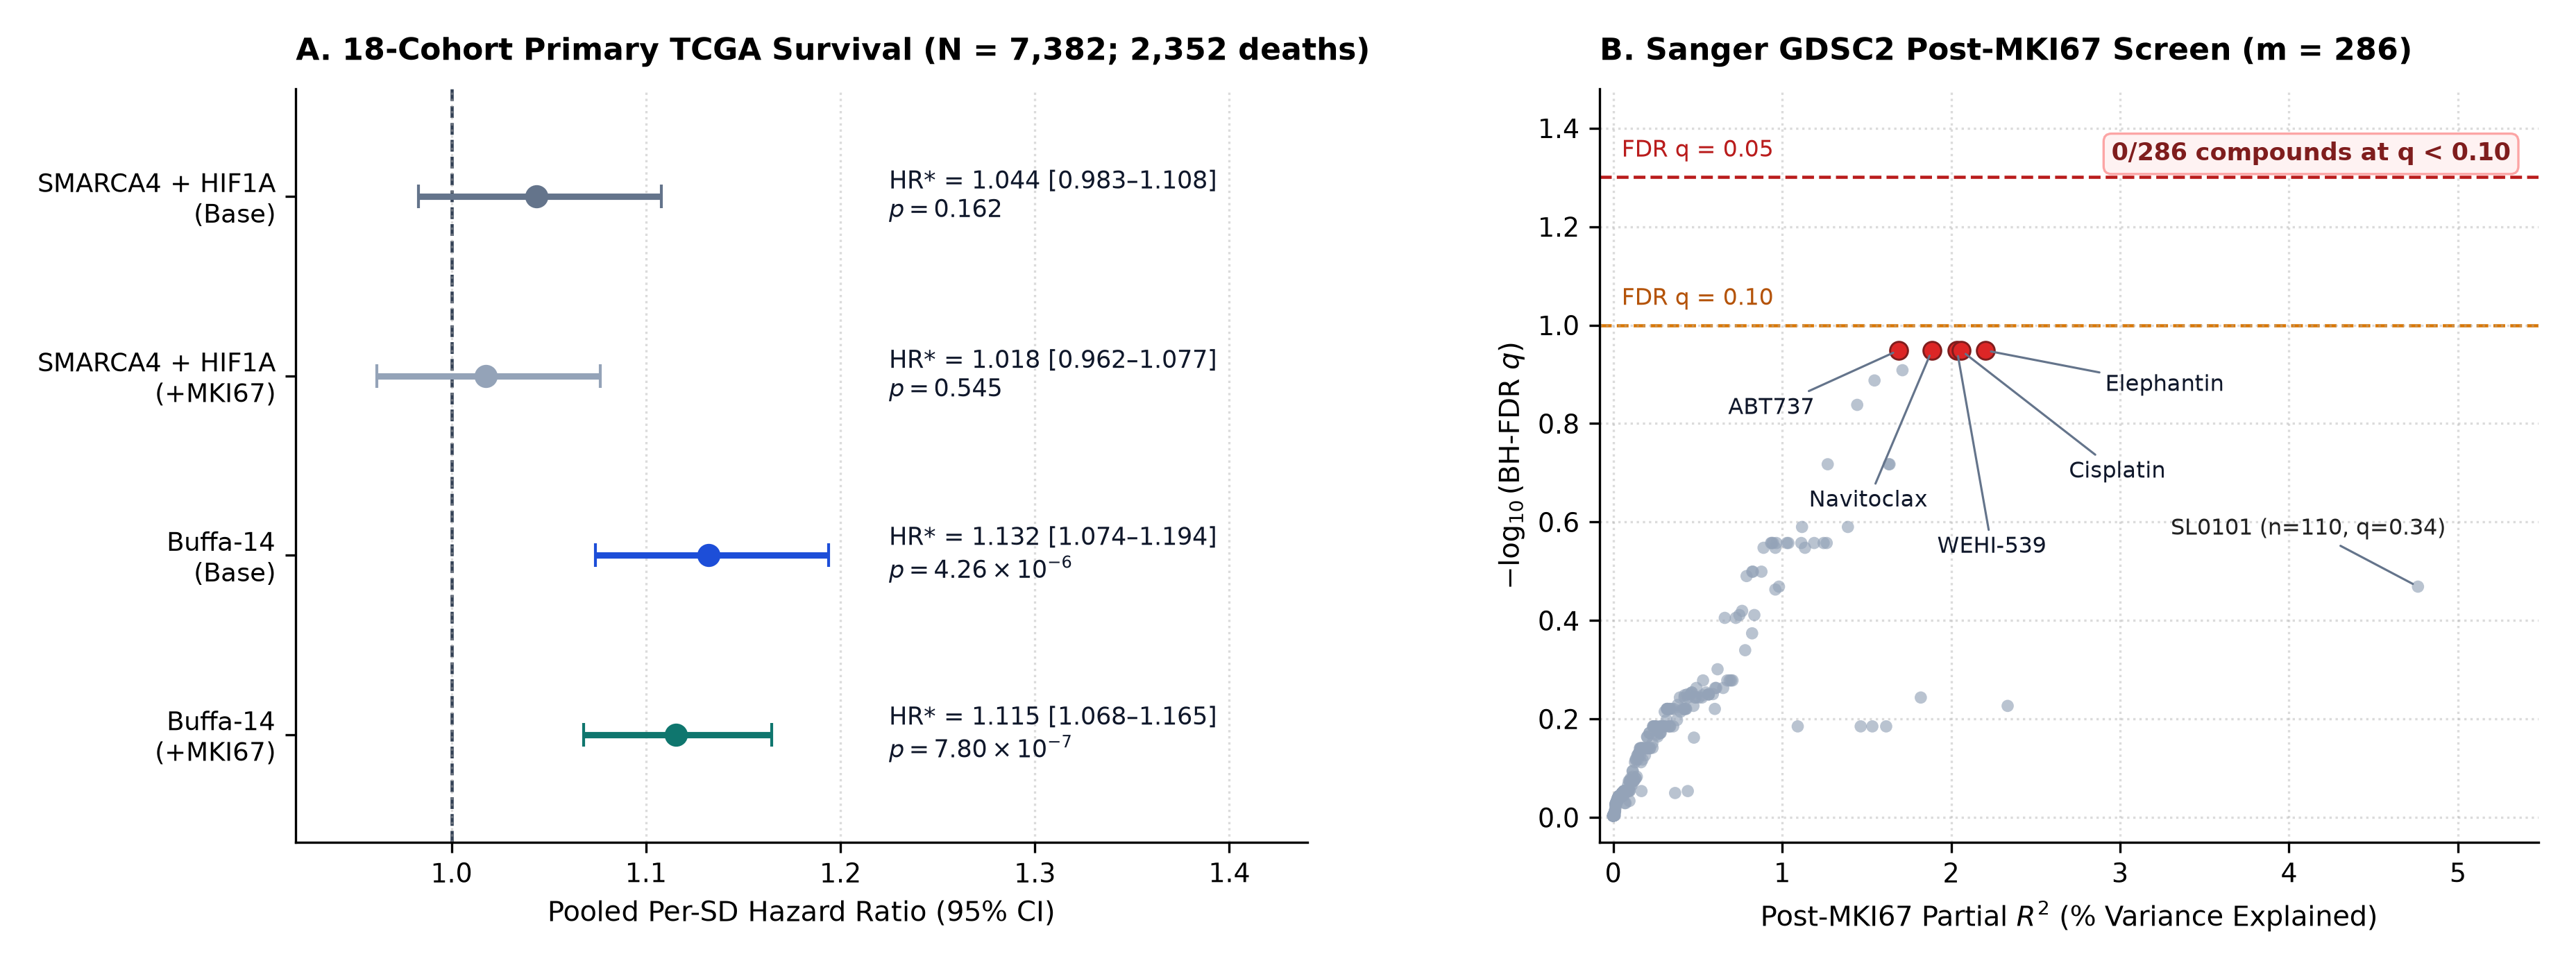 A. 18-Cohort Primary TCGA Survival (N = 7,382; 2,352 deaths)
SMARCA4 + HIF1A
(Base)
HR* = 1.044 [0.983–1.108]
p = 0.162
SMARCA4 + HIF1A
(+MKI67)
HR* = 1.018 [0.962–1.077]
p = 0.545
Buffa-14
(Base)
HR* = 1.132 [1.074–1.194]
p = 4.26 × 10⁻⁶
Buffa-14
(+MKI67)
HR* = 1.115 [1.068–1.165]
p = 7.80 × 10⁻⁷
1.0 1.1 1.2 1.3 1.4
Pooled Per-SD Hazard Ratio (95% CI)
B. Sanger GDSC2 Post-MKI67 Screen (m = 286)
−log₁₀(BH-FDR q)
1.4
1.2
1.0
0.8
0.6
0.4
0.2
0.0
FDR q = 0.05
0/286 compounds at q < 0.10
FDR q = 0.10
Elephantin
ABT737
Cisplatin
Navitoclax
SL0101 (n=110, q=0.34)
WEHI-539
0 1 2 3 4 5
Post-MKI67 Partial R² (% Variance Explained)